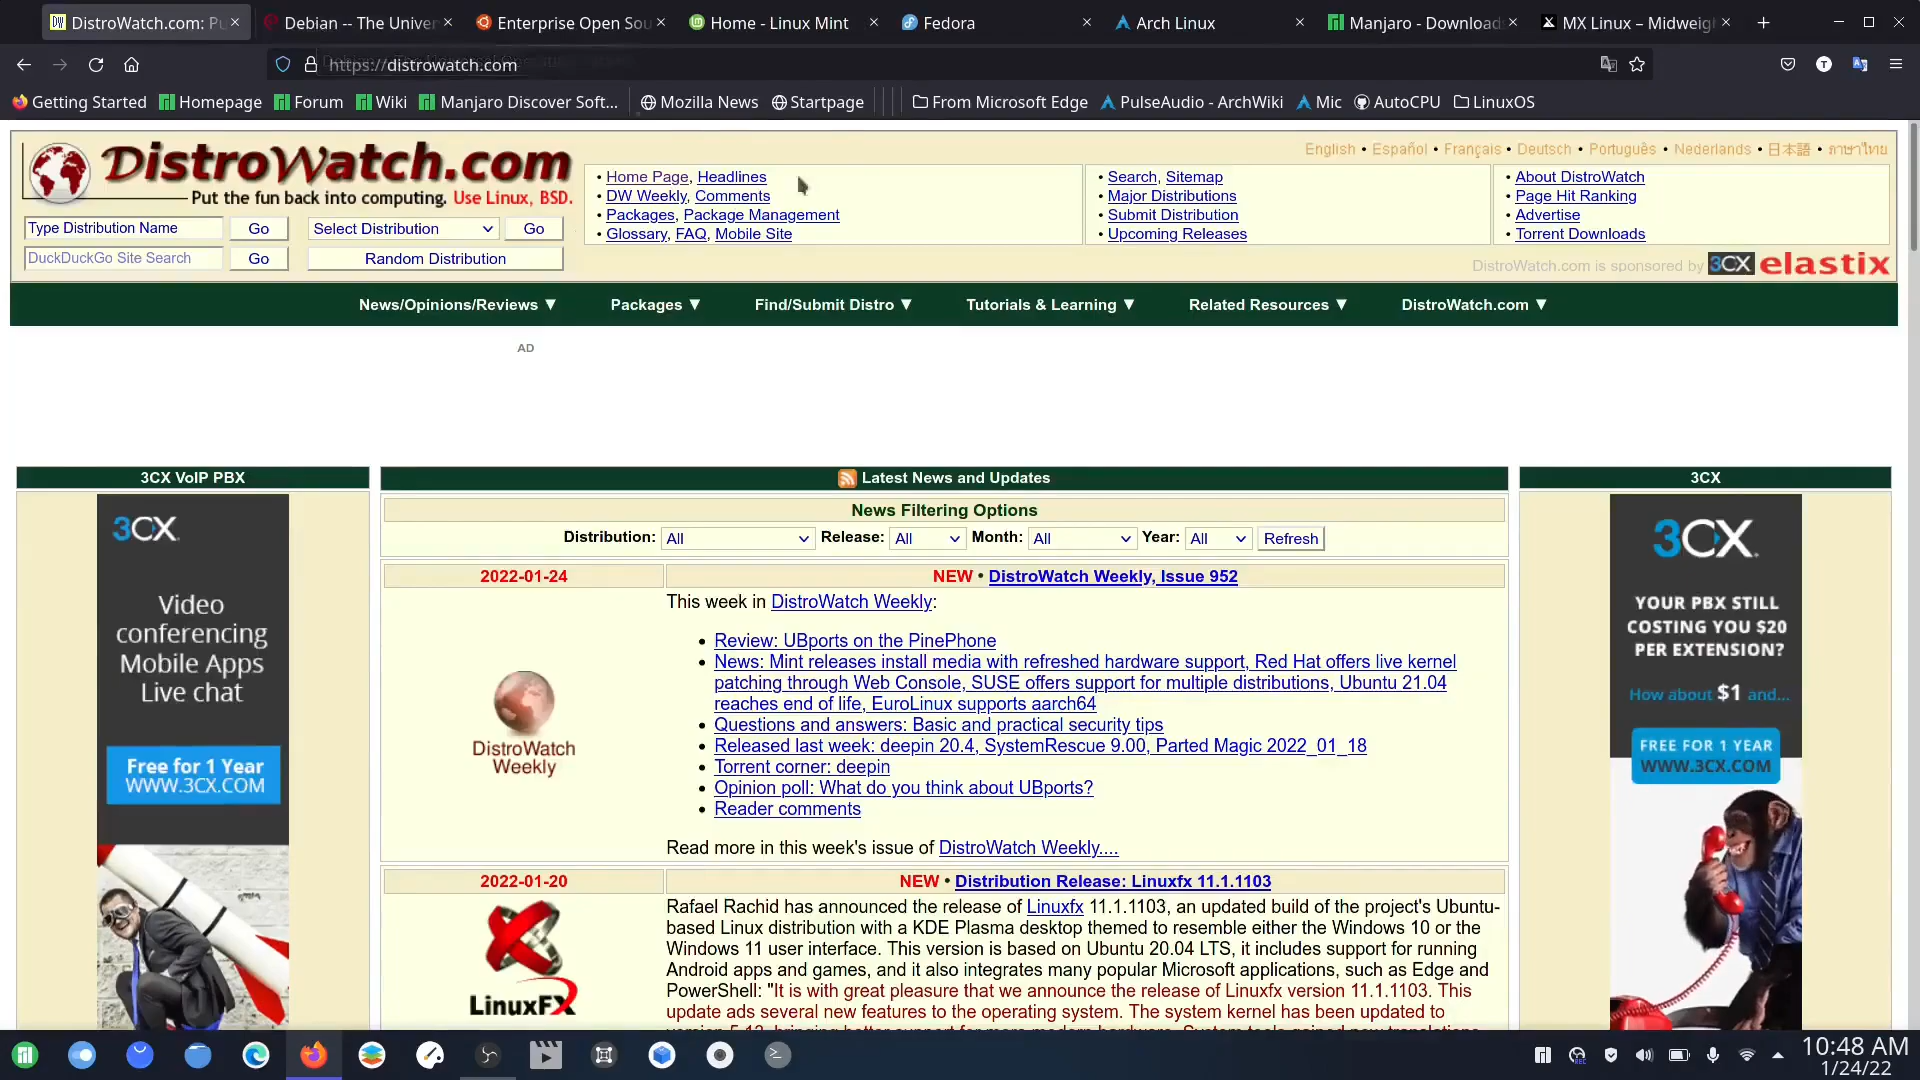 DistroWatch.com: Pu
Debian -- The Univer
Enterprise Open Sou
Home - Linux Mint
Fedora
Arch Linux
Manjaro - Download
MX Linux – Midweigh
https://distrowatch.com
Getting Started
Homepage
Forum
Wiki
Manjaro Discover Soft...
Mozilla News
Startpage
From Microsoft Edge
PulseAudio - ArchWiki
Mic
AutoCPU
LinuxOS
DistroWatch.com
Put the fun back into computing. Use Linux, BSD.
English • Español • Français • Deutsch • Português • Nederlands • 日本語 • ภาษาไทย
Type Distribution Name Go
Select Distribution Go
DuckDuckGo Site Search Go
Random Distribution
• Home Page, Headlines
• DW Weekly, Comments
• Packages, Package Management
• Glossary, FAQ, Mobile Site
• Search, Sitemap
• Major Distributions
• Submit Distribution
• Upcoming Releases
• About DistroWatch
• Page Hit Ranking
• Advertise
• Torrent Downloads
DistroWatch.com is sponsored by 3CX elastix
News/Opinions/Reviews ▼ Packages ▼ Find/Submit Distro ▼ Tutorials & Learning ▼ Related Resources ▼ DistroWatch.com ▼
AD
3CX VoIP PBX
3CX
Video
conferencing
Mobile Apps
Live chat
Free for 1 Year
WWW.3CX.COM
Latest News and Updates
News Filtering Options
Distribution: All Release: All Month: All Year: All Refresh
2022-01-24
NEW • DistroWatch Weekly, Issue 952
DistroWatch
Weekly
This week in DistroWatch Weekly:
• Review: UBports on the PinePhone
• News: Mint releases install media with refreshed hardware support, Red Hat offers live kernel
patching through Web Console, SUSE offers support for multiple distributions, Ubuntu 21.04
reaches end of life, EuroLinux supports aarch64
• Questions and answers: Basic and practical security tips
• Released last week: deepin 20.4, SystemRescue 9.00, Parted Magic 2022_01_18
• Torrent corner: deepin
• Opinion poll: What do you think about UBports?
• Reader comments
Read more in this week's issue of DistroWatch Weekly....
2022-01-20
NEW • Distribution Release: Linuxfx 11.1.1103
LinuxFX
Rafael Rachid has announced the release of Linuxfx 11.1.1103, an updated build of the project's Ubuntu-
based Linux distribution with a KDE Plasma desktop themed to resemble either the Windows 10 or the
Windows 11 user interface. This version is based on Ubuntu 20.04 LTS, it includes support for running
Android apps and games, and it also integrates many popular Microsoft applications, such as Edge and
PowerShell: "It is with great pleasure that we announce the release of Linuxfx version 11.1.1103. This
update ads several new features to the operating system. The system kernel has been updated to
3CX
3CX
YOUR PBX STILL
COSTING YOU $20
PER EXTENSION?
How about $1 and...
FREE FOR 1 YEAR
WWW.3CX.COM
10:48 AM
1/24/22